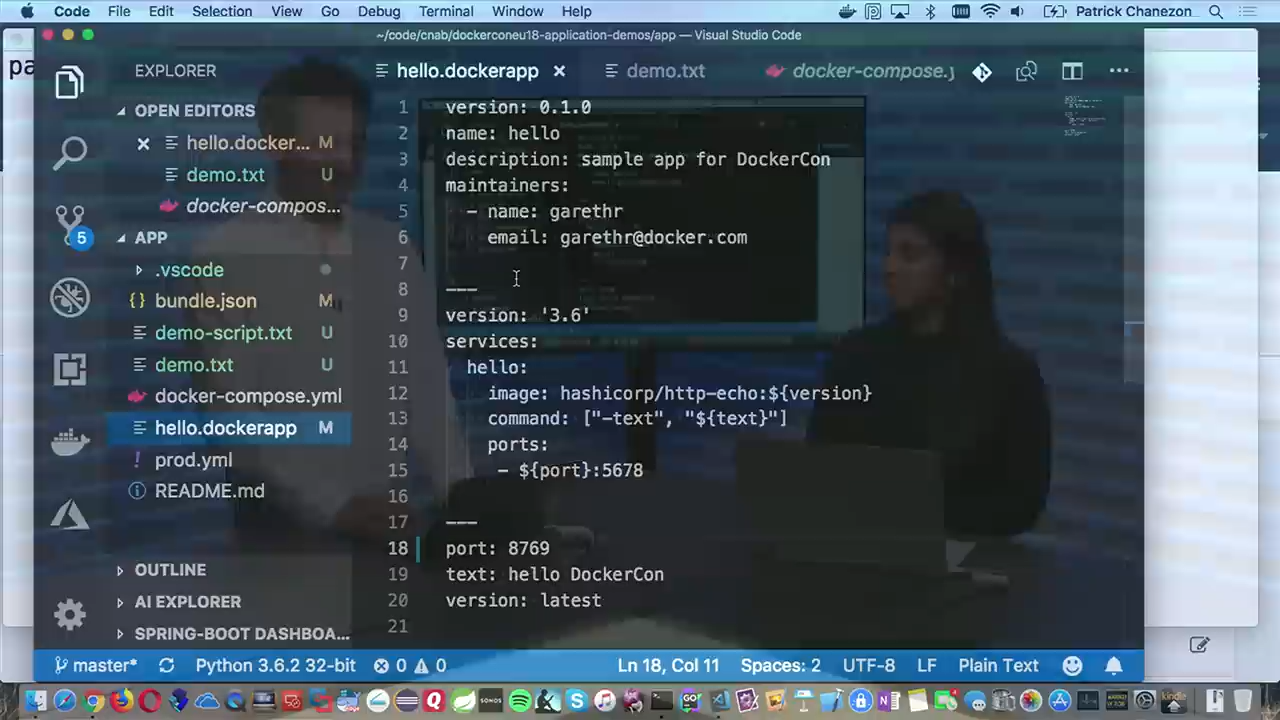 Code File Edit Selection View Go Debug Terminal Window Help Patrick Chanezon
~/code/cnab/dockerconeu18-application-demos/app — Visual Studio Code
pa
EXPLORER
hello.dockerapp × demo.txt docker-compose.y
OPEN EDITORS
× hello.docker... M
demo.txt U
docker-compos...
APP
.vscode
{} bundle.json M
demo-script.txt U
demo.txt U
docker-compose.yml
hello.dockerapp M
! prod.yml
README.md
5
OUTLINE
AI EXPLORER
SPRING-BOOT DASHBOA...
1 version: 0.1.0
2 name: hello
3 description: sample app for DockerCon
4 maintainers:
5 - name: garethr
6 email: garethr@docker.com
7
8 ---
9 version: '3.6'
10 services:
11 hello:
12 image: hashicorp/http-echo:${version}
13 command: ["-text", "${text}"]
14 ports:
15 - ${port}:5678
16
17 ---
18 port: 8769
19 text: hello DockerCon
20 version: latest
21
master* Python 3.6.2 32-bit 0 0 Ln 18, Col 11 Spaces: 2 UTF-8 LF Plain Text
SONOS
kindle